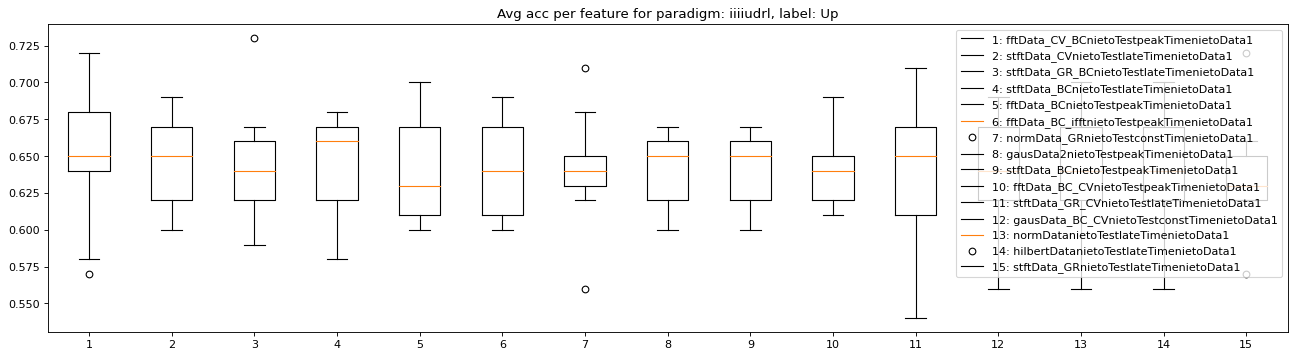 Avg acc per feature for paradigm: iiiiudrl, label: Up
0.725
0.700
0.675
0.650
0.625
0.600
0.575
0.550
1: fftData_CV_BCnietoTestpeakTimenietoData1
2: stftData_CVnietoTestlateTimenietoData1
3: stftData_GR_BCnietoTestlateTimenietoData1
4: stftData_BCnietoTestlateTimenietoData1
5: fftData_BCnietoTestpeakTimenietoData1
6: fftData_BC_ifftnietoTestpeakTimenietoData1
7: normData_GRnietoTestconstTimenietoData1
8: gausData2nietoTestpeakTimenietoData1
9: stftData_BCnietoTestpeakTimenietoData1
10: fftData_BC_CVnietoTestpeakTimenietoData1
11: stftData_GR_CVnietoTestlateTimenietoData1
12: gausData_BC_CVnietoTestconstTimenietoData1
13: normDatanietoTestlateTimenietoData1
14: hilbertDatanietoTestlateTimenietoData1
15: stftData_GRnietoTestlateTimenietoData1
1 2 3 4 5 6 7 8 9 10 11 12 13 14 15